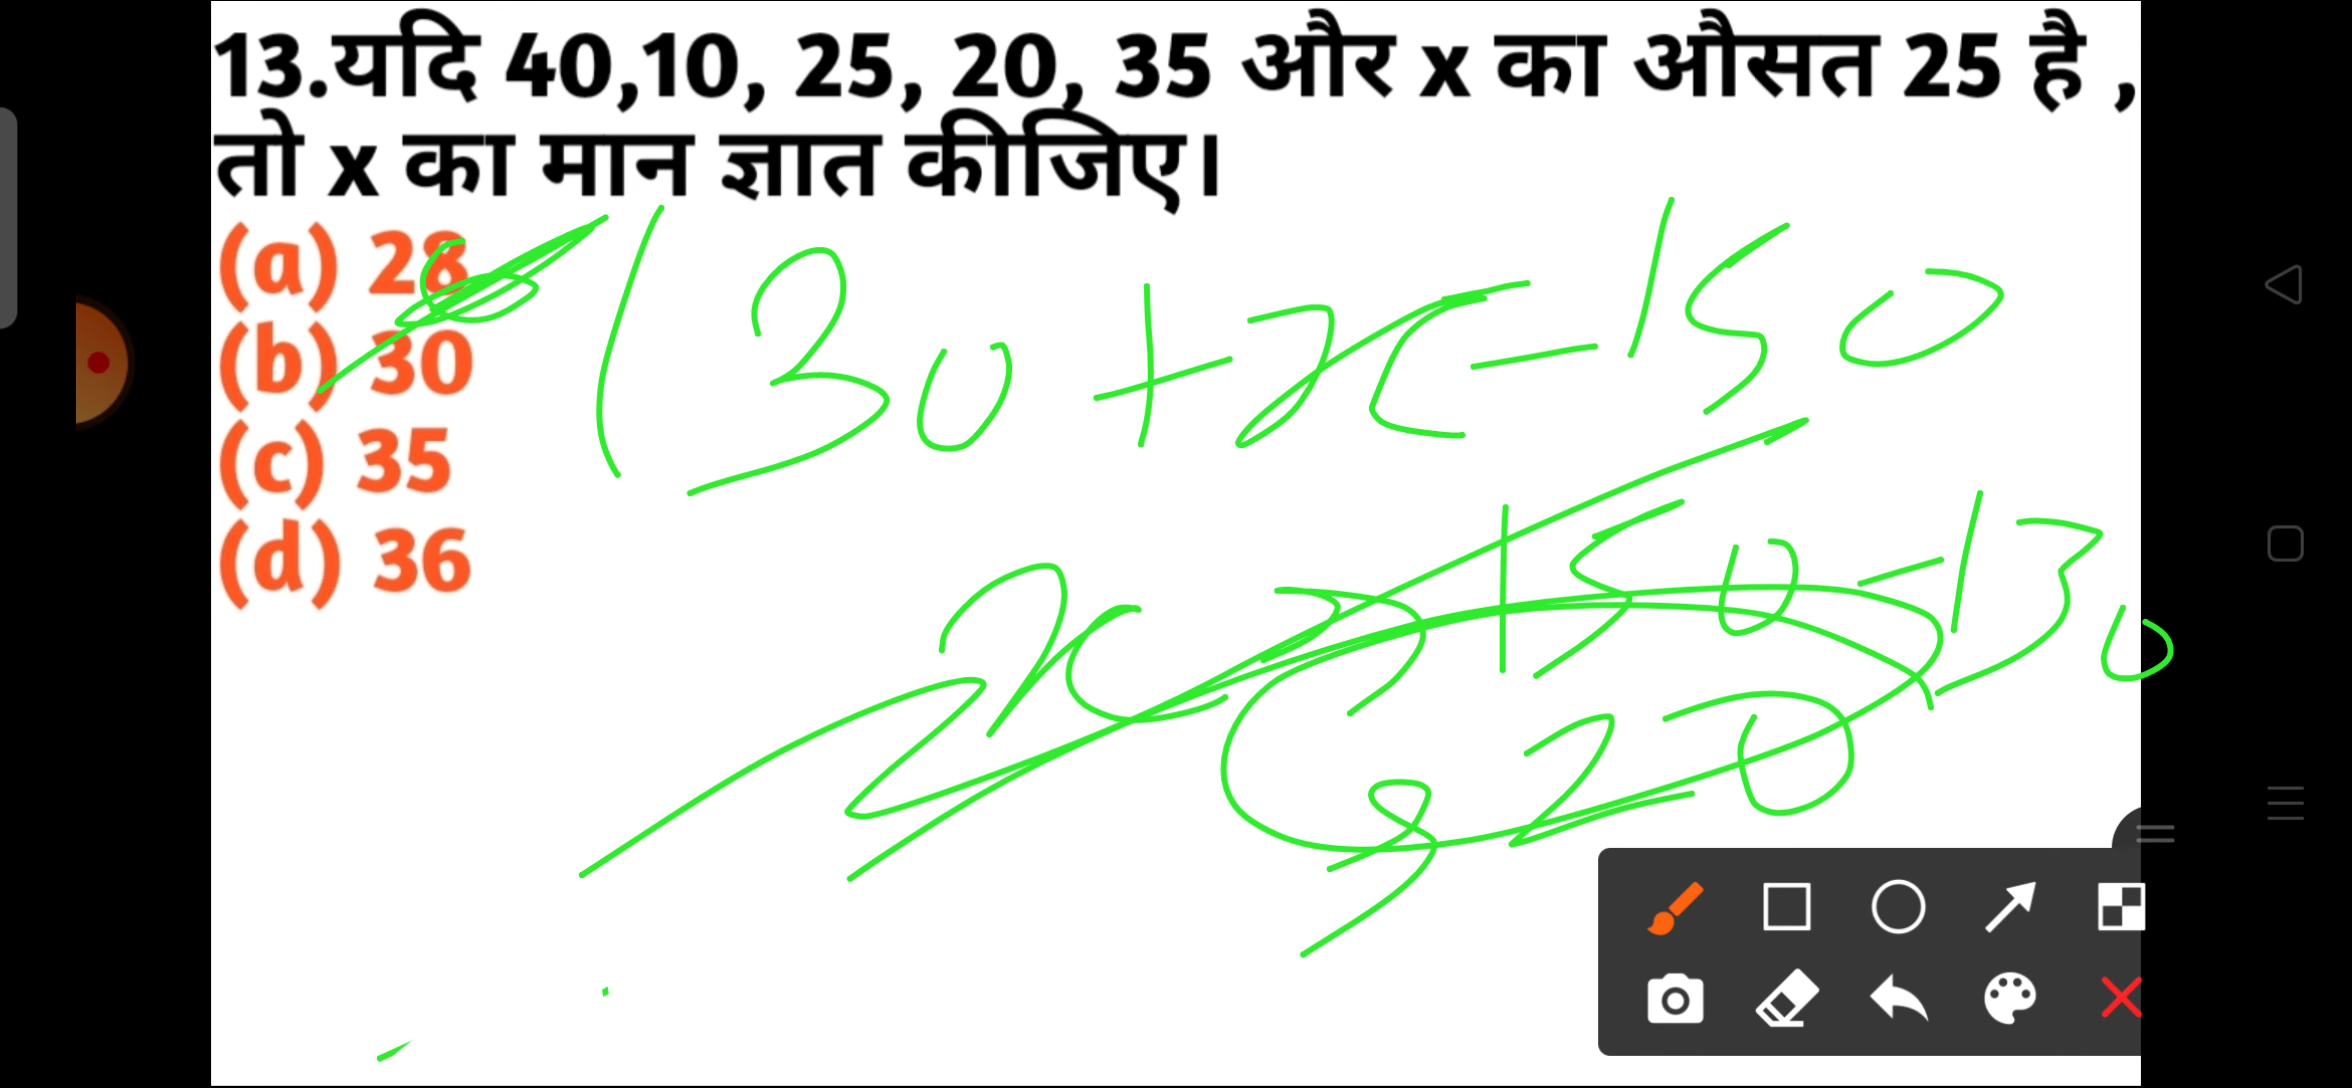 13.यदि 40,10, 25, 20, 35 और x का औसत 25 है ,
तो x का मान ज्ञात कीजिए।
(a) 28
(b) 30
(c) 35
(d) 36
130+x=150
x=150-130
=20